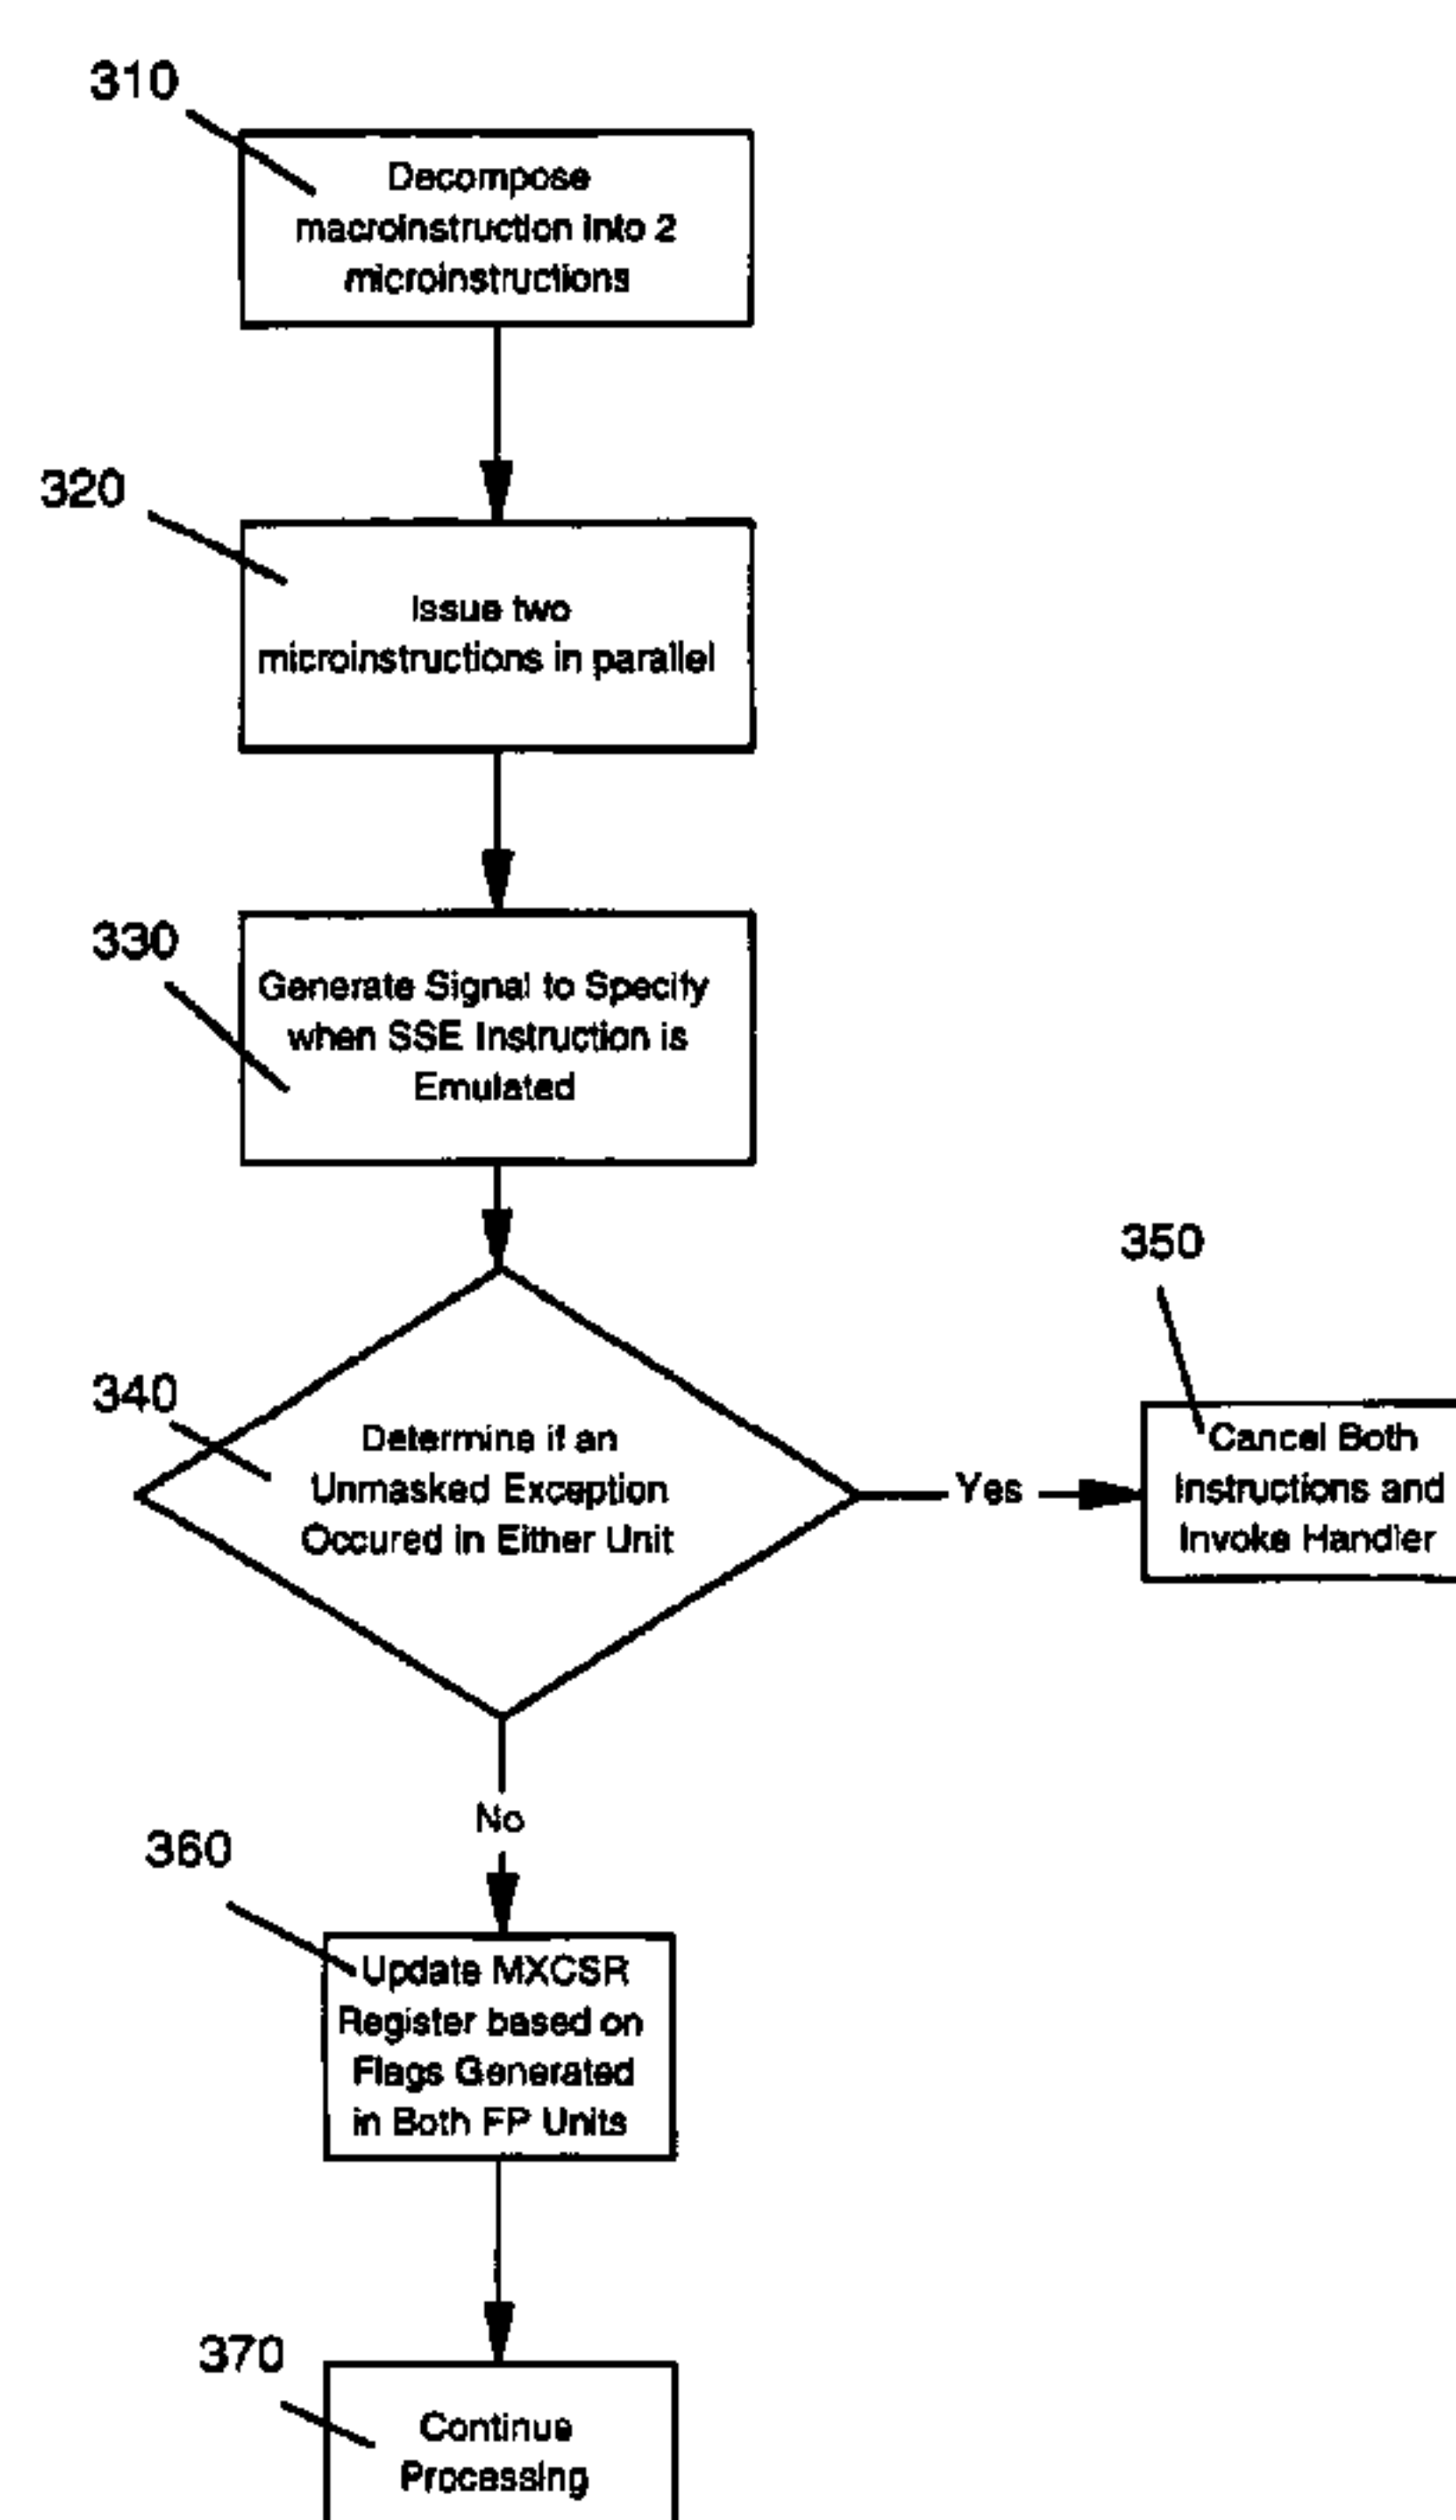 310
Decompose
macroinstruction into 2
microinstructions
320
Issue two
microinstructions in parallel
330
Generate Signal to Specify
when SSE Instruction is
Emulated
340
Determine if an
Unmasked Exception
Occured in Either Unit
Yes
350
Cancel Both
Instructions and
Invoke Handler
No
360
Update MXCSR
Register based on
Flags Generated
in Both FP Units
370
Continue
Processing